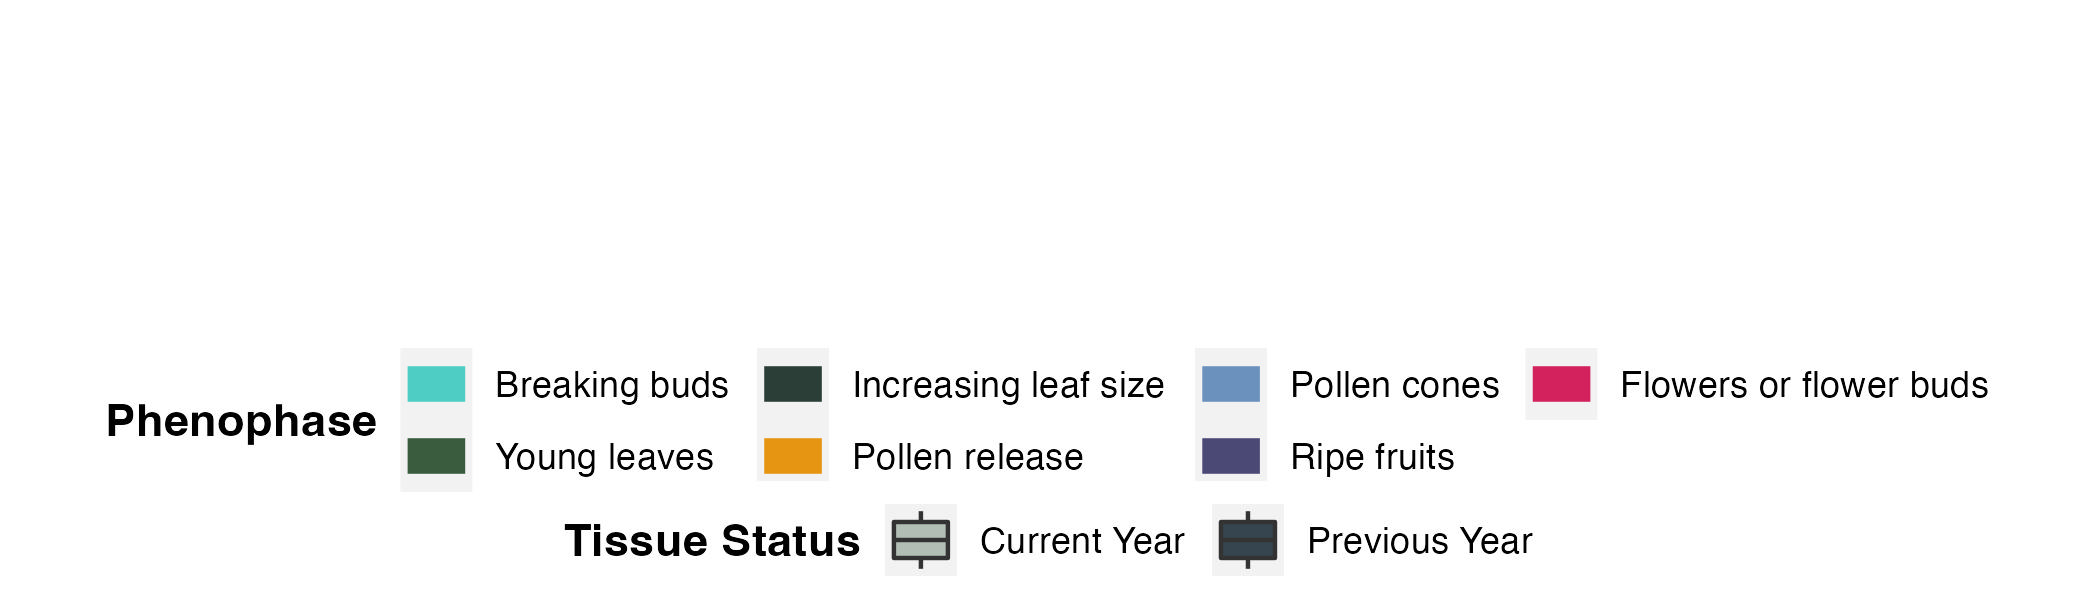 Breaking buds Increasing leaf size Pollen cones Flowers or flower buds
Phenophase
Young leaves Pollen release Ripe fruits
Tissue Status Current Year Previous Year